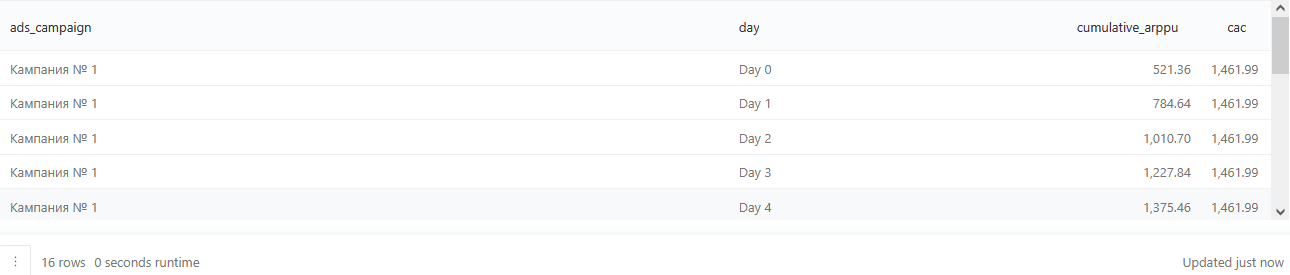 ads_campaign day cumulative_arppu cac
Кампания № 1 Day 0 521.36 1,461.99
Кампания № 1 Day 1 784.64 1,461.99
Кампания № 1 Day 2 1,010.70 1,461.99
Кампания № 1 Day 3 1,227.84 1,461.99
Кампания № 1 Day 4 1,375.46 1,461.99
16 rows 0 seconds runtime Updated just now